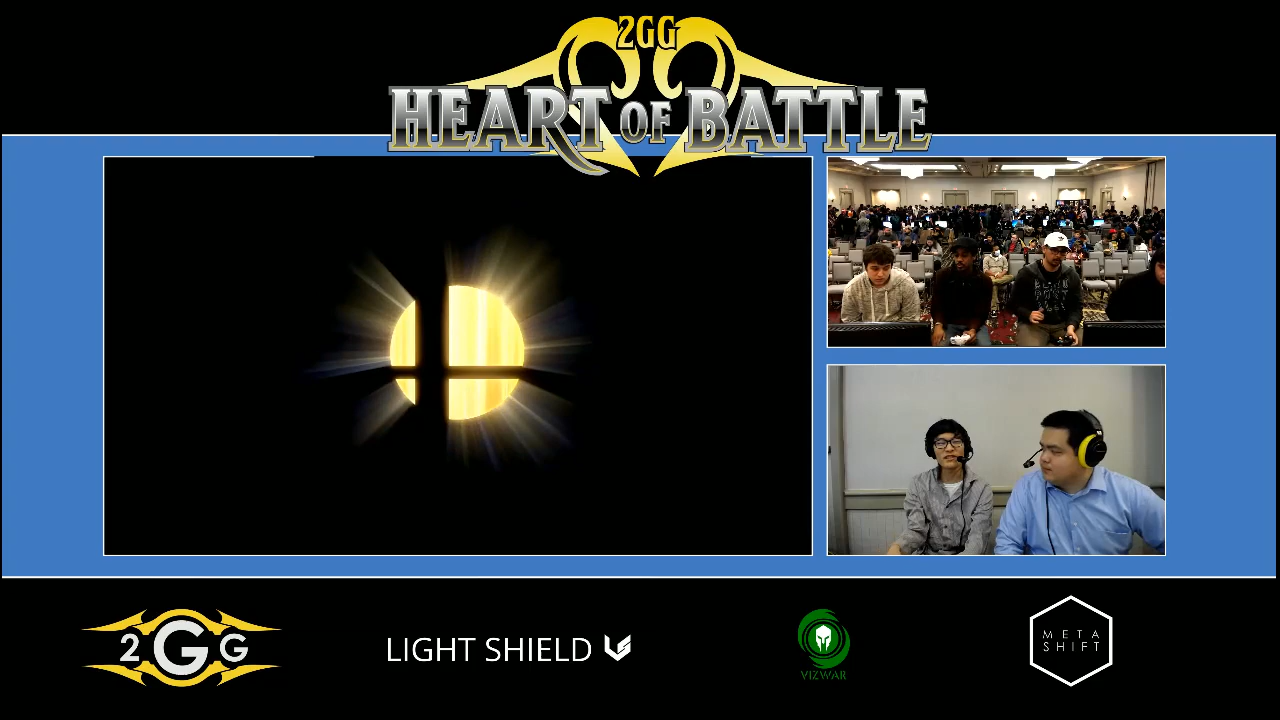 2GG
HEART OF BATTLE
2GG
LIGHT SHIELD
VIZWAR
META
SHIFT